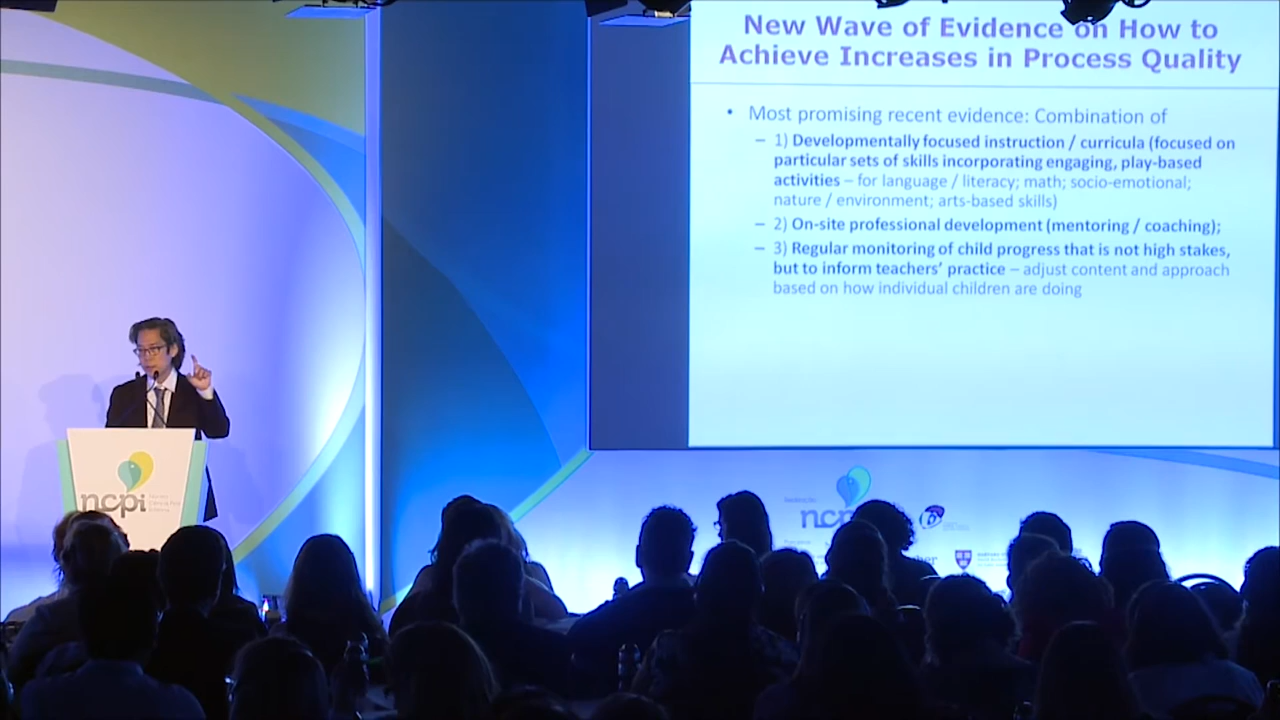 New Wave of Evidence on How to
Achieve Increases in Process Quality
• Most promising recent evidence: Combination of
– 1) Developmentally focused instruction / curricula (focused on
particular sets of skills incorporating engaging, play-based
activities – for language / literacy; math; socio-emotional;
nature / environment; arts-based skills)
– 2) On-site professional development (mentoring / coaching);
– 3) Regular monitoring of child progress that is not high stakes,
but to inform teachers' practice – adjust content and approach
based on how individual children are doing
ncpi